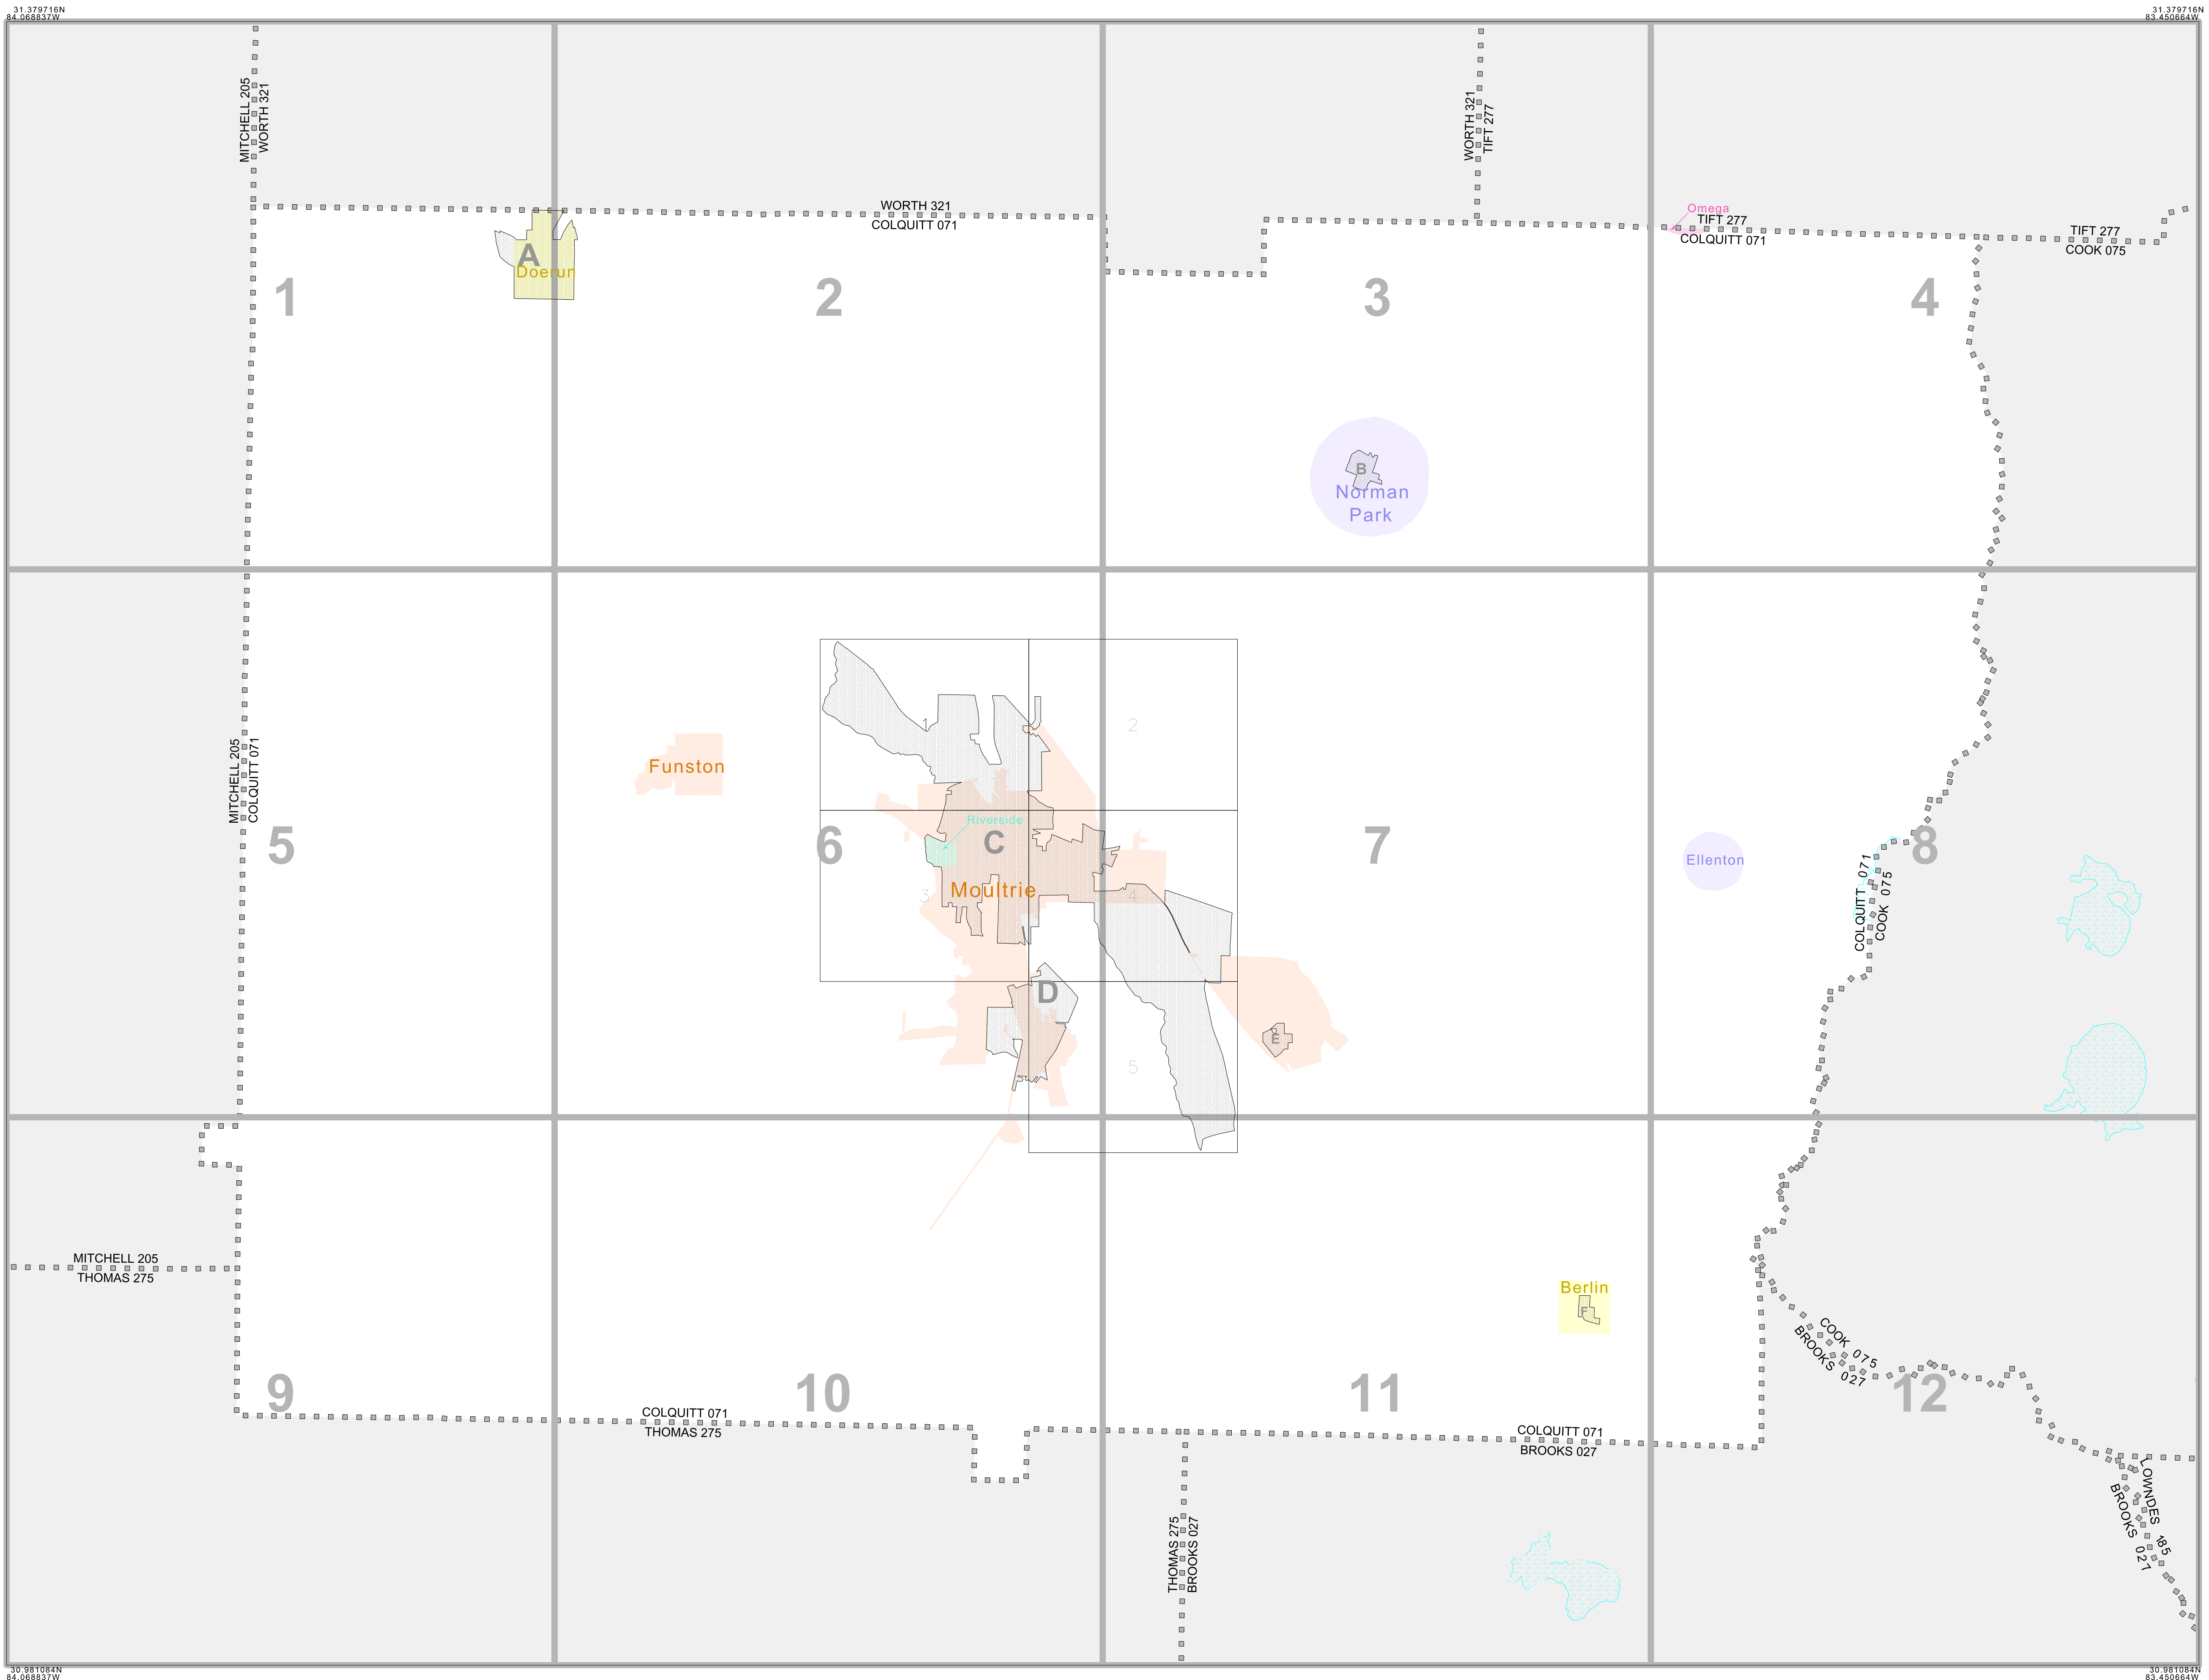 31.379716N
84.068837W
31.379716N
83.450664W
MITCHELL 205
WORTH 321
WORTH 321
TIFT 277
WORTH 321
COLQUITT 071
Omega
TIFT 277
COLQUITT 071
TIFT 277
COOK 075
A
Doerun
1
2
3
4
B
Norman
Park
1
2
Funston
MITCHELL 205
COLQUITT 071
Riverside
5
6
C
7
8
Ellenton
Moultrie
3
4
COLQUITT 071
COOK 075
D
E
5
MITCHELL 205
THOMAS 275
Berlin
F
COOK 075
BROOKS 027
9
10
11
12
COLQUITT 071
THOMAS 275
COLQUITT 071
BROOKS 027
LOWNDES 185
BROOKS 027
THOMAS 275
BROOKS 027
30.981084N
84.068837W
30.981084N
83.450664W